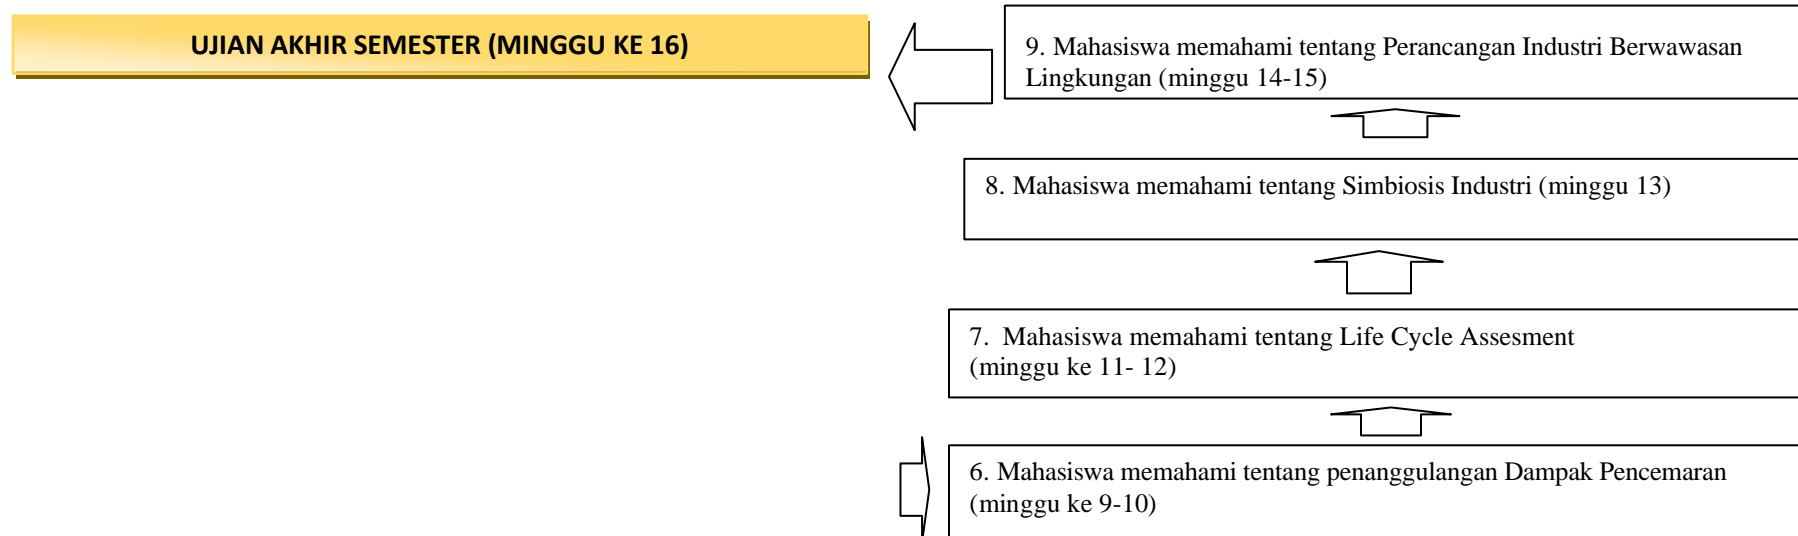 UJIAN AKHIR SEMESTER (MINGGU KE 16)
9. Mahasiswa memahami tentang Perancangan Industri Berwawasan
Lingkungan (minggu 14-15)
8. Mahasiswa memahami tentang Simbiosis Industri (minggu 13)
7. Mahasiswa memahami tentang Life Cycle Assesment
(minggu ke 11- 12)
6. Mahasiswa memahami tentang penanggulangan Dampak Pencemaran
(minggu ke 9-10)